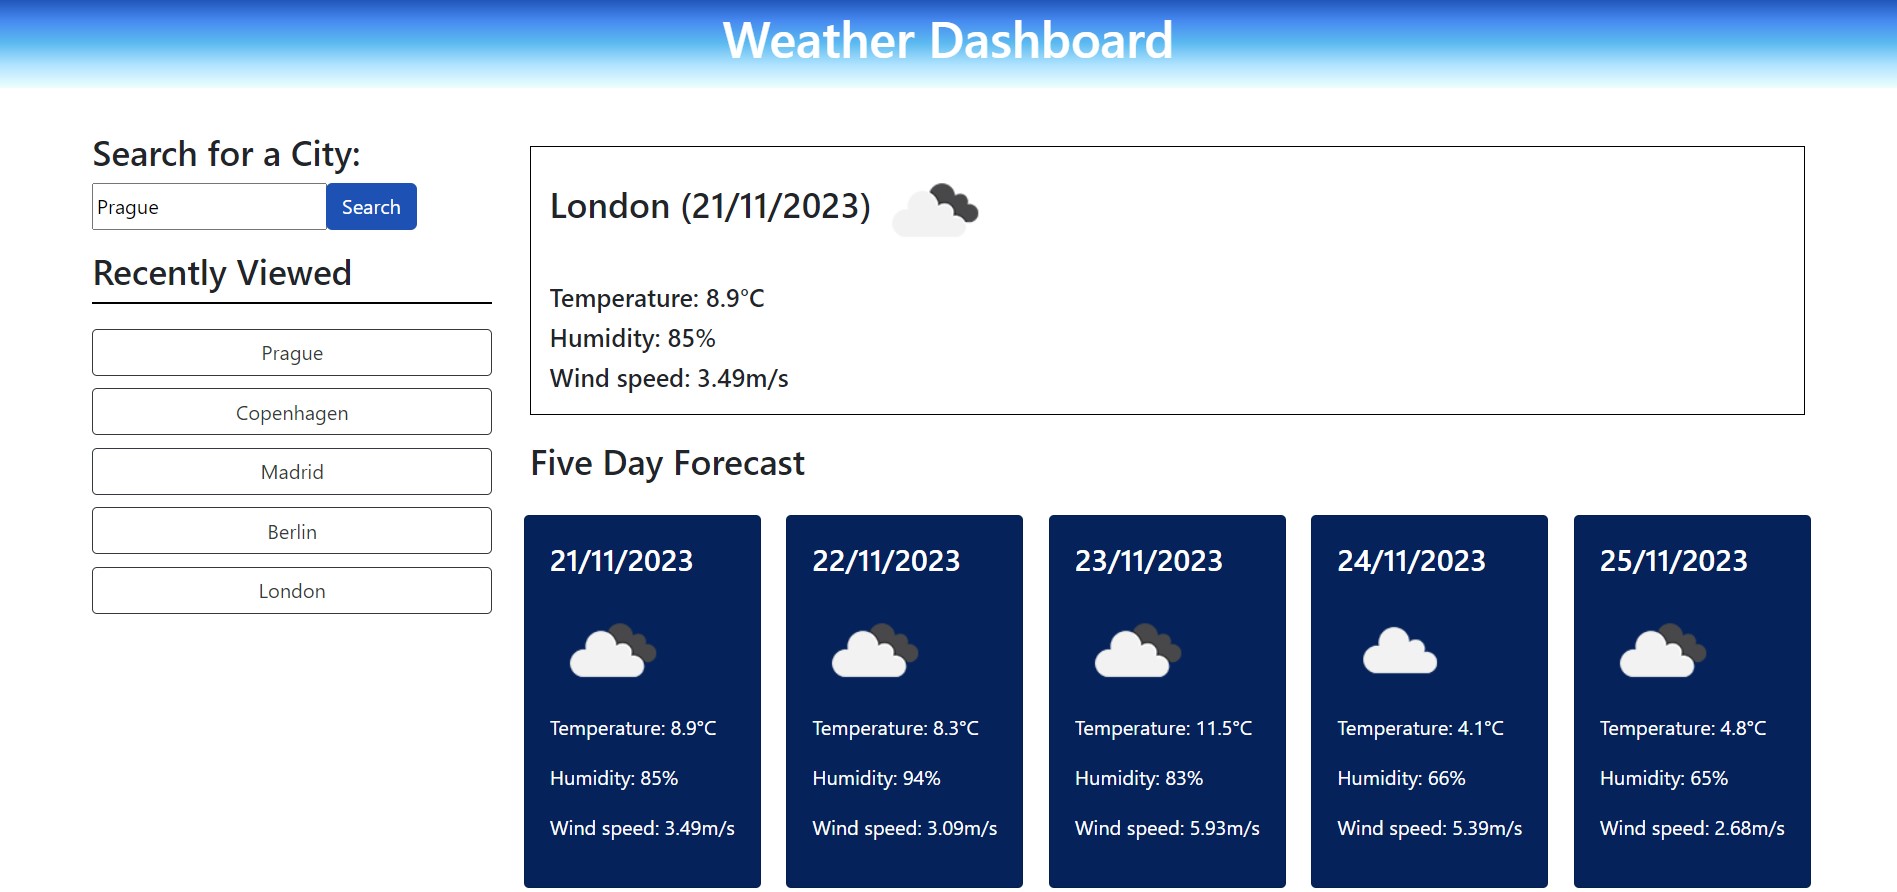 Weather Dashboard
Search for a City:
Prague
Search
Recently Viewed
Prague
Copenhagen
Madrid
Berlin
London
London (21/11/2023)
Temperature: 8.9°C
Humidity: 85%
Wind speed: 3.49m/s
Five Day Forecast
21/11/2023
Temperature: 8.9°C
Humidity: 85%
Wind speed: 3.49m/s
22/11/2023
Temperature: 8.3°C
Humidity: 94%
Wind speed: 3.09m/s
23/11/2023
Temperature: 11.5°C
Humidity: 83%
Wind speed: 5.93m/s
24/11/2023
Temperature: 4.1°C
Humidity: 66%
Wind speed: 5.39m/s
25/11/2023
Temperature: 4.8°C
Humidity: 65%
Wind speed: 2.68m/s